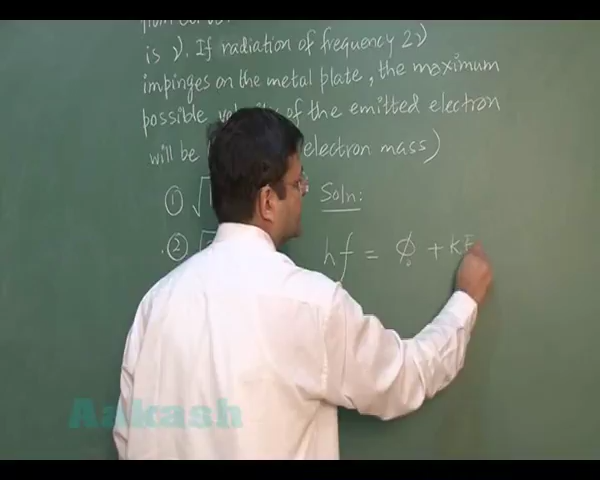 is ν). If radiation of frequency 2ν
impinges on the metal plate, the maximum
possible of the emitted electron
will be electron mass)
① √
Soln:
② √
hf = φ₀ + KE
Aakash